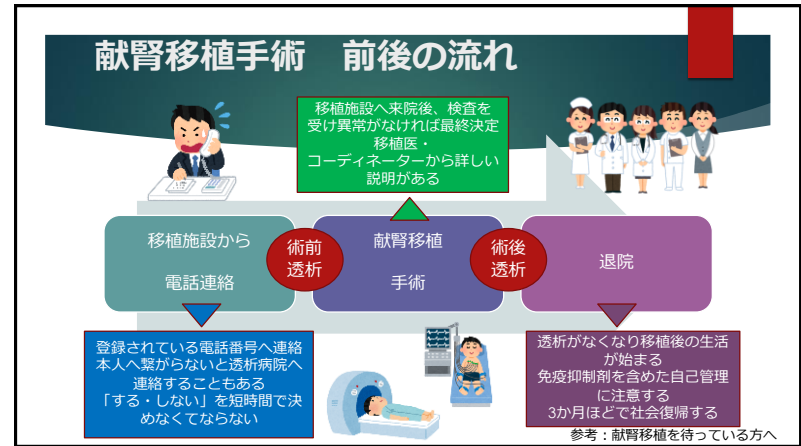 献腎移植手術　前後の流れ
移植施設へ来院後、検査を
受け異常がなければ最終決定
移植医・
コーディネーターから詳しい
説明がある
移植施設から
電話連絡
術前
透析
献腎移植
手術
術後
透析
退院
登録されている電話番号へ連絡
本人へ繋がらないと透析病院へ
連絡することもある
「する・しない」を短時間で決
めなくてならない
透析がなくなり移植後の生活
が始まる
免疫抑制剤を含めた自己管理
に注意する
3か月ほどで社会復帰する
参考：献腎移植を待っている方へ